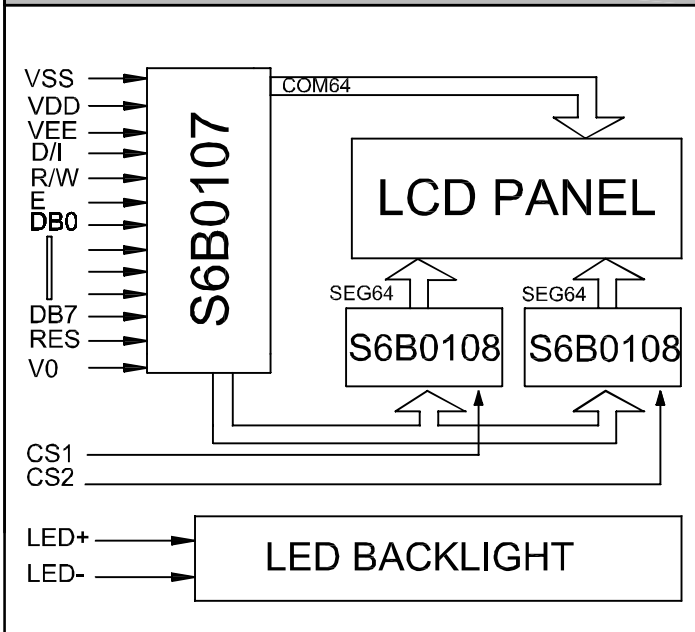 VSS
VDD
VEE
D/I
R/W
E
DB0
DB7
RES
V0
CS1
CS2
LED+
LED-
S6B0107
COM64
LCD PANEL
SEG64
SEG64
S6B0108
S6B0108
LED BACKLIGHT